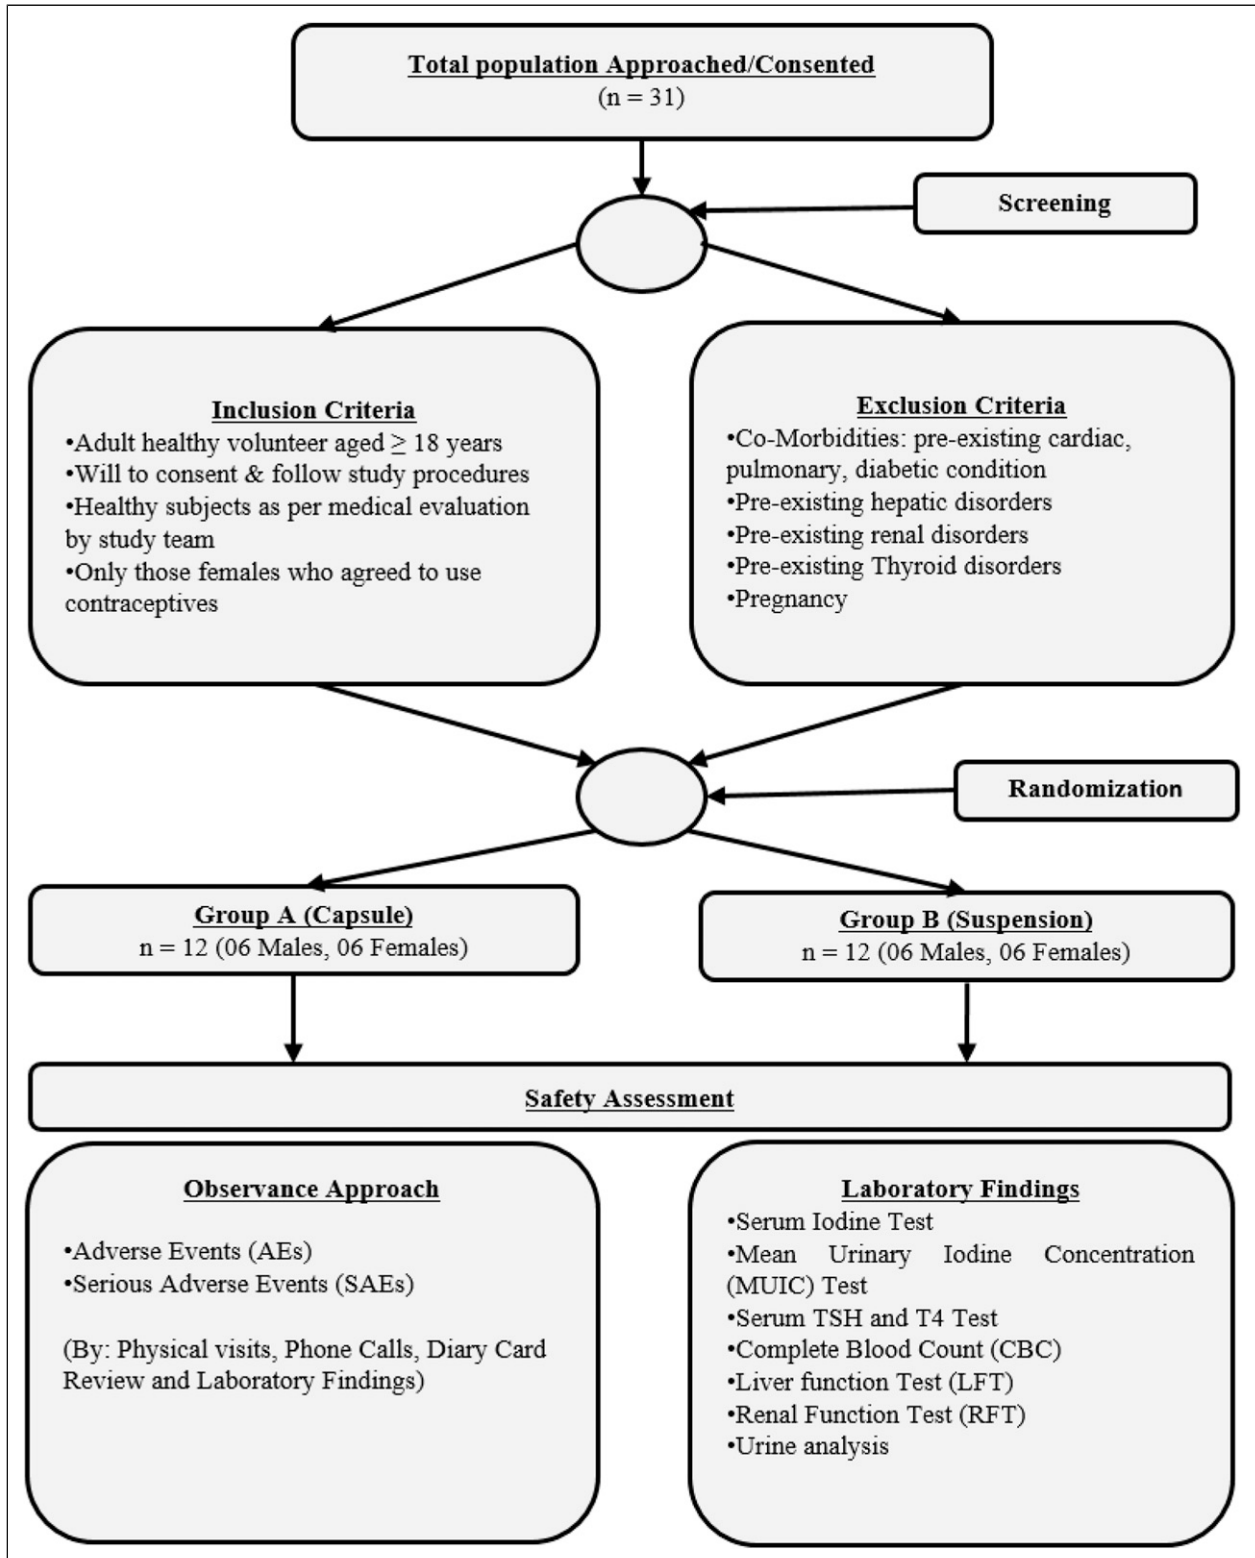 Total population Approached/Consented
(n = 31)
Screening
Inclusion Criteria
•Adult healthy volunteer aged ≥ 18 years
•Will to consent & follow study procedures
•Healthy subjects as per medical evaluation
by study team
•Only those females who agreed to use
contraceptives
Exclusion Criteria
•Co-Morbidities: pre-existing cardiac,
pulmonary, diabetic condition
•Pre-existing hepatic disorders
•Pre-existing renal disorders
•Pre-existing Thyroid disorders
•Pregnancy
Randomization
Group A (Capsule)
n = 12 (06 Males, 06 Females)
Group B (Suspension)
n = 12 (06 Males, 06 Females)
Safety Assessment
Observance Approach
•Adverse Events (AEs)
•Serious Adverse Events (SAEs)
(By: Physical visits, Phone Calls, Diary Card
Review and Laboratory Findings)
Laboratory Findings
•Serum Iodine Test
•Mean Urinary Iodine Concentration
(MUIC) Test
•Serum TSH and T4 Test
•Complete Blood Count (CBC)
•Liver function Test (LFT)
•Renal Function Test (RFT)
•Urine analysis